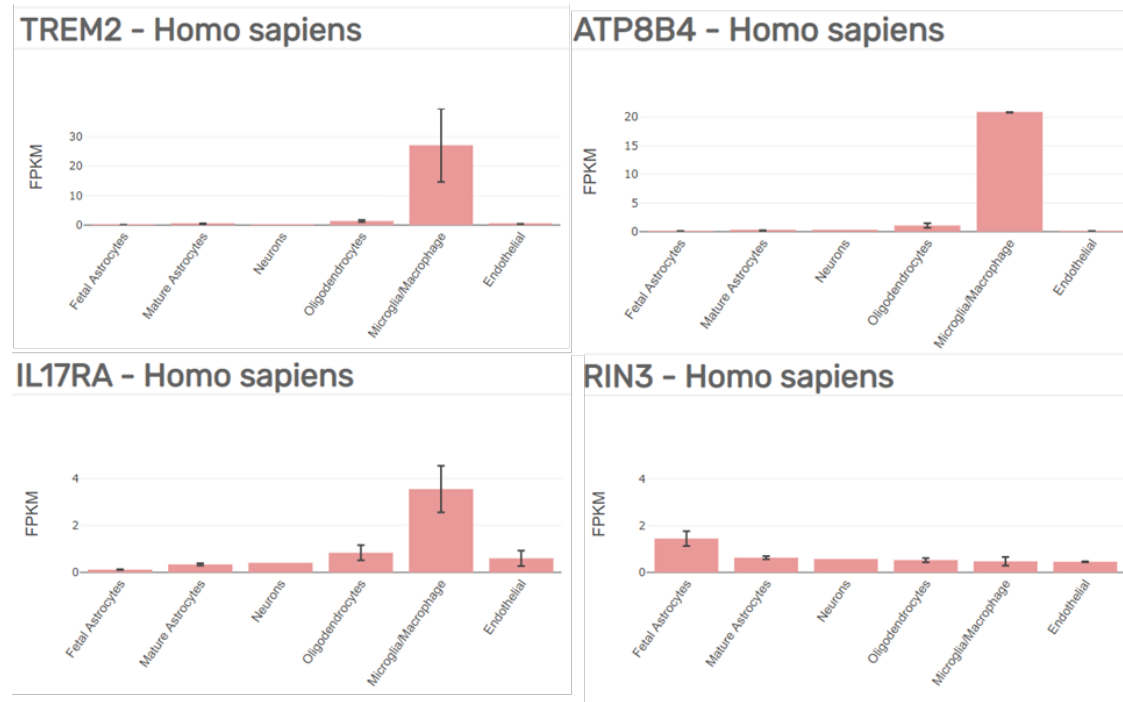 TREM2 - Homo sapiens
FPKM
30
20
10
0
Fetal Astrocytes
Mature Astrocytes
Neurons
Oligodendrocytes
Microglia/Macrophage
Endothelial
ATP8B4 - Homo sapiens
FPKM
20
15
10
5
0
Fetal Astrocytes
Mature Astrocytes
Neurons
Oligodendrocytes
Microglia/Macrophage
Endothelial
IL17RA - Homo sapiens
FPKM
4
2
0
Fetal Astrocytes
Mature Astrocytes
Neurons
Oligodendrocytes
Microglia/Macrophage
Endothelial
RIN3 - Homo sapiens
FPKM
4
2
0
Fetal Astrocytes
Mature Astrocytes
Neurons
Oligodendrocytes
Microglia/Macrophage
Endothelial